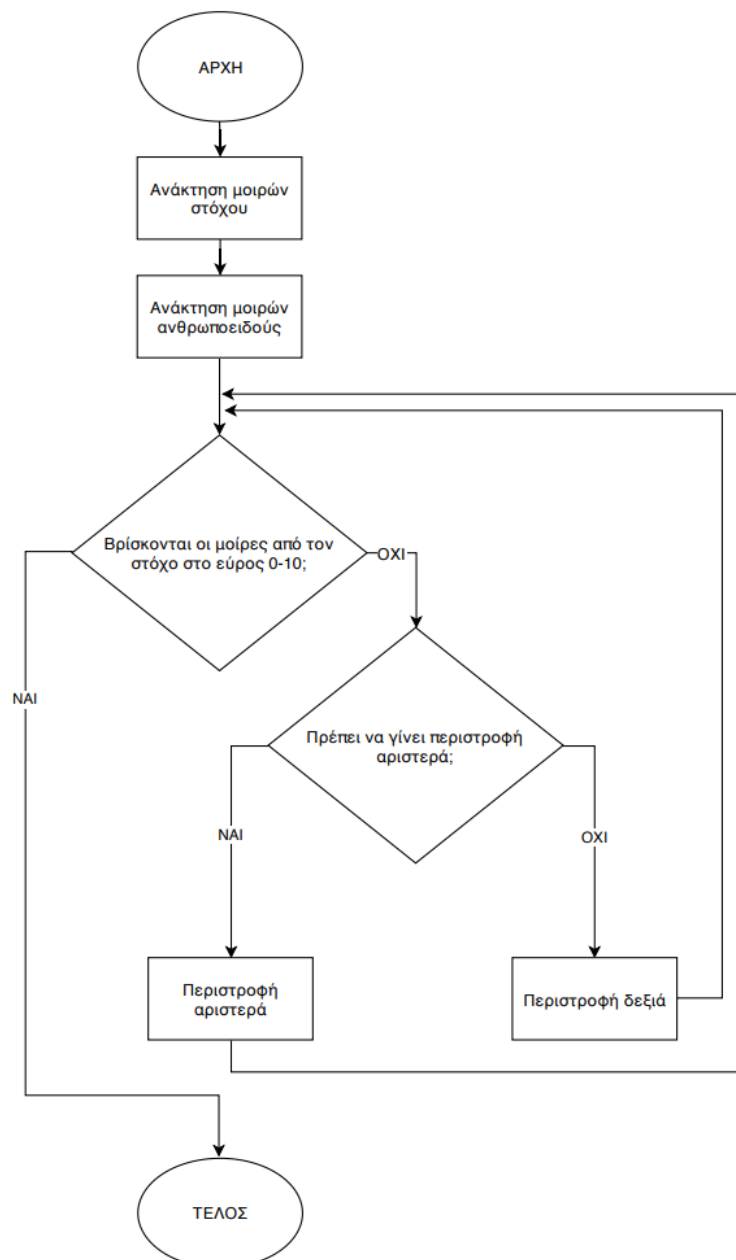 ΑΡΧΗ
Ανάκτηση μοιρών
στόχου
Ανάκτηση μοιρών
ανθρωποειδούς
Βρίσκονται οι μοίρες από τον
στόχο στο εύρος 0-10;
ΟΧΙ
ΝΑΙ
Πρέπει να γίνει περιστροφή
αριστερά;
ΝΑΙ
ΟΧΙ
Περιστροφή
αριστερά
Περιστροφή δεξιά
ΤΕΛΟΣ